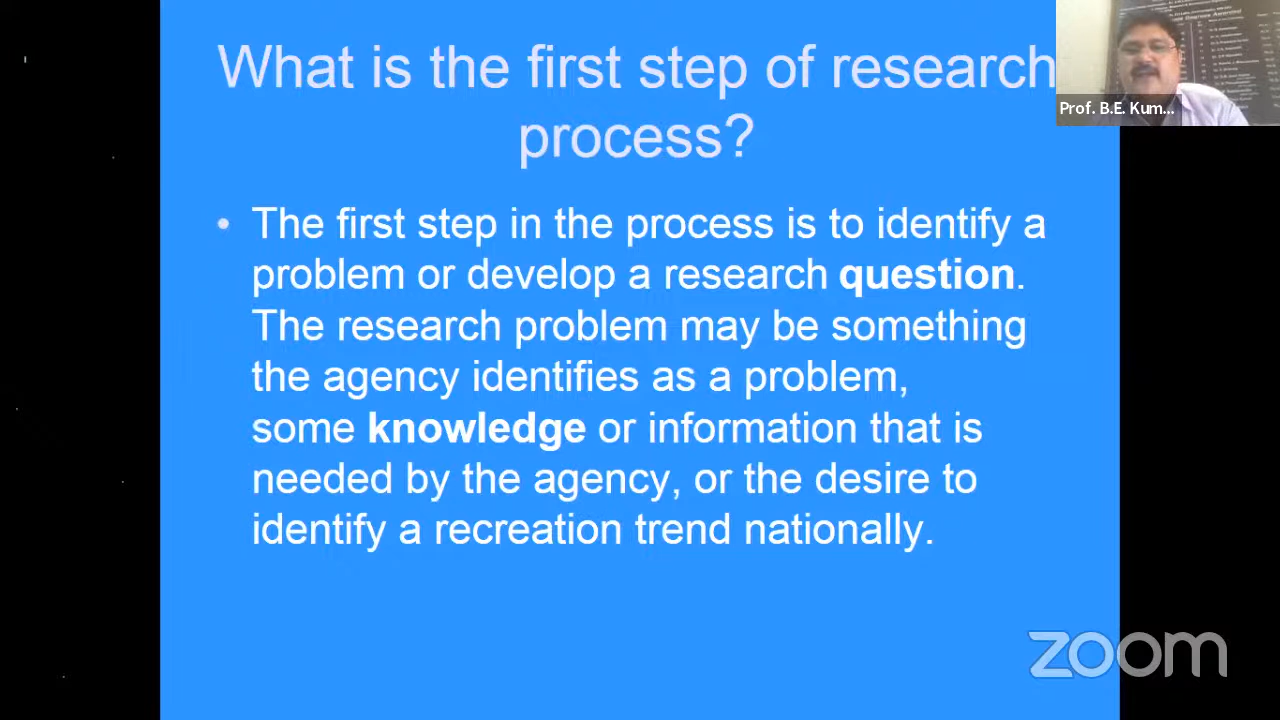 What is the first step of research
process?
• The first step in the process is to identify a
problem or develop a research question.
The research problem may be something
the agency identifies as a problem,
some knowledge or information that is
needed by the agency, or the desire to
identify a recreation trend nationally.
Prof. B.E. Kum...
zoom